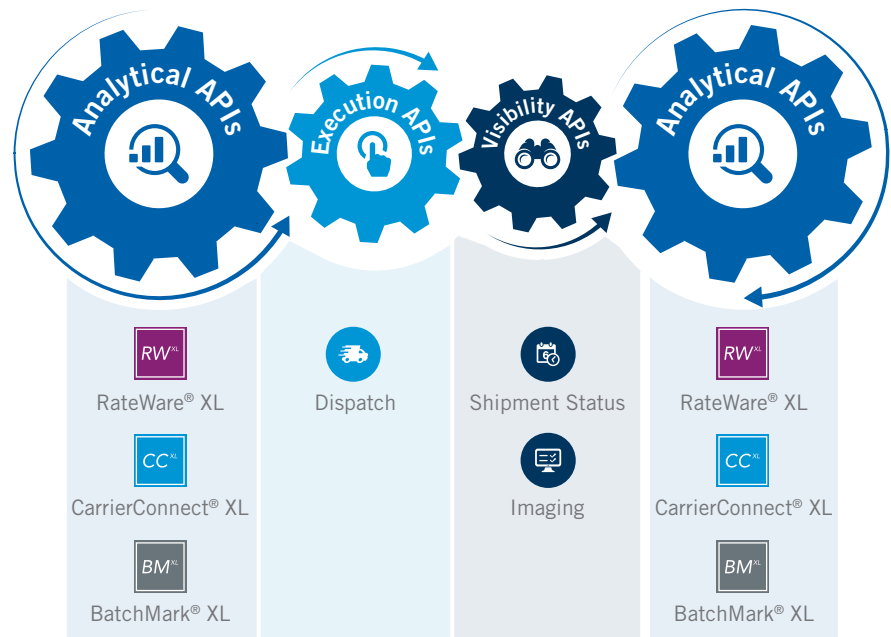 Analytical APIs
Execution APIs
Visibility APIs
Analytical APIs
RW XL
RateWare® XL
CC XL
CarrierConnect® XL
BM XL
BatchMark® XL
Dispatch
6
Shipment Status
Imaging
RW XL
RateWare® XL
CC XL
CarrierConnect® XL
BM XL
BatchMark® XL